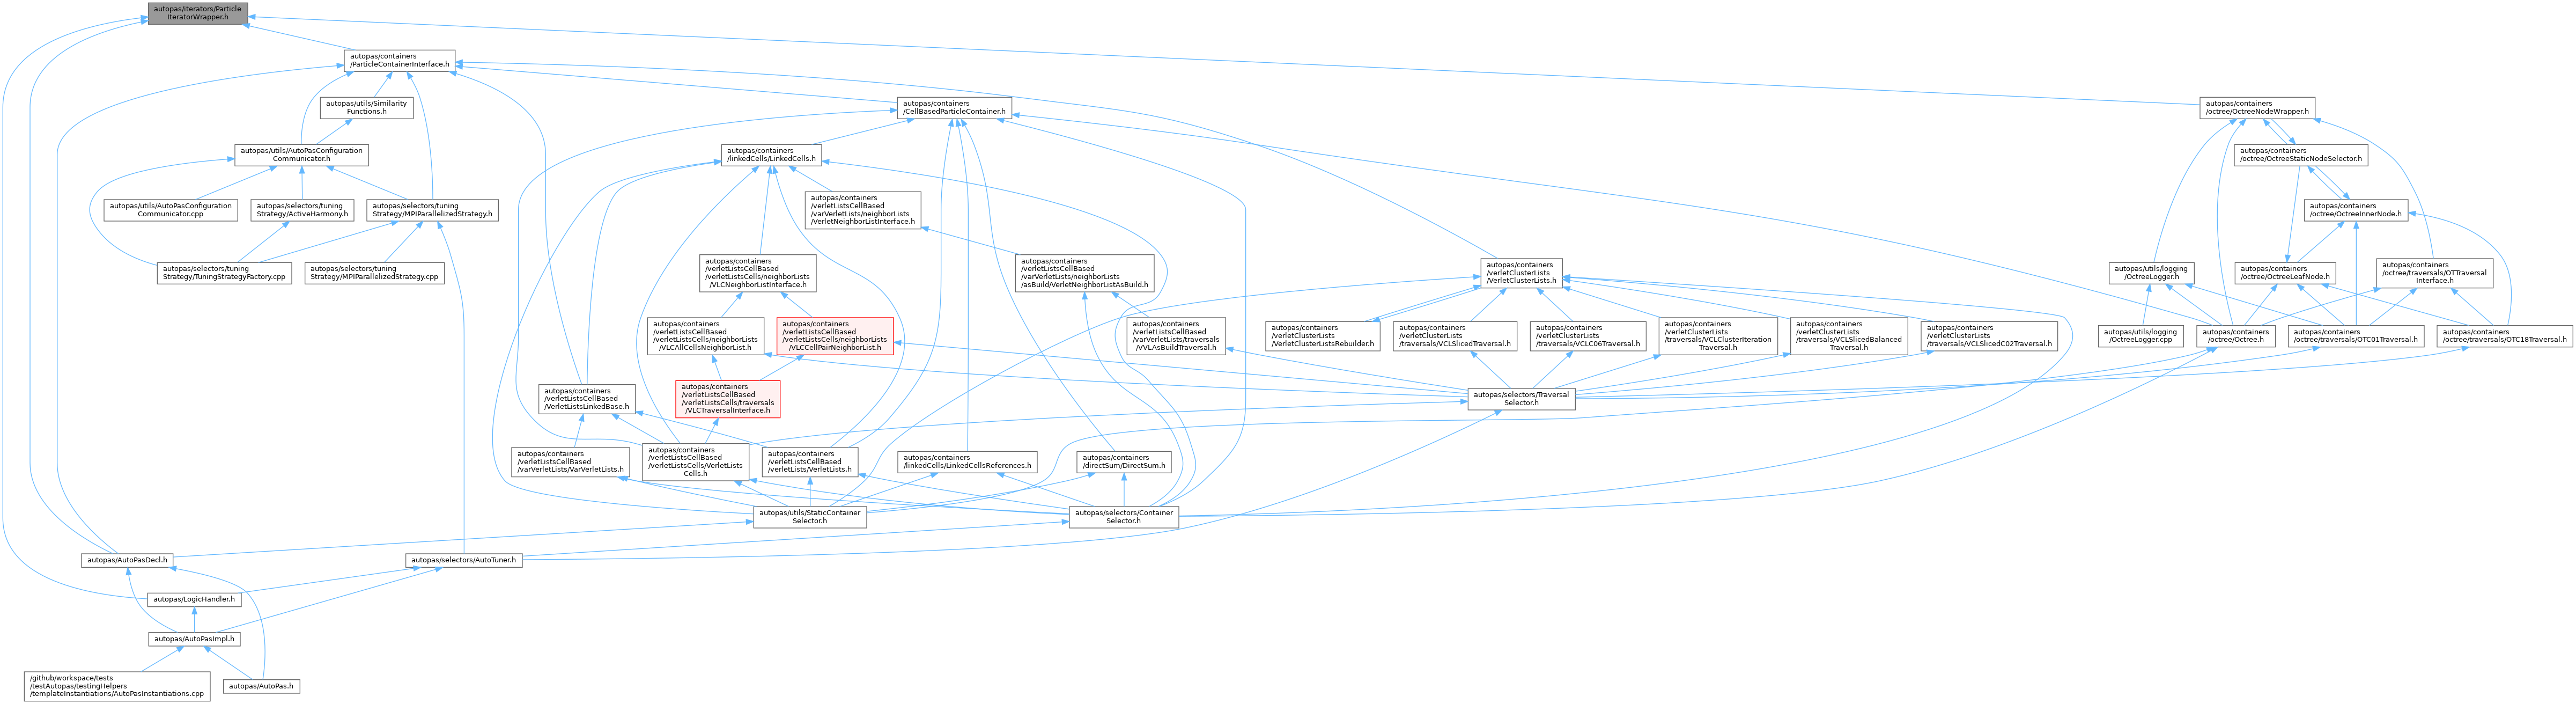 autopas/iterators/Particle
IteratorWrapper.h
autopas/containers
/ParticleContainerInterface.h
autopas/utils/Similarity
Functions.h
autopas/containers
/CellBasedParticleContainer.h
autopas/containers
/octree/OctreeNodeWrapper.h
autopas/utils/AutoPasConfiguration
Communicator.h
autopas/containers
/linkedCells/LinkedCells.h
autopas/containers
/octree/OctreeStaticNodeSelector.h
autopas/utils/AutoPasConfiguration
Communicator.cpp
autopas/selectors/tuning
Strategy/ActiveHarmony.h
autopas/selectors/tuning
Strategy/MPIParallelizedStrategy.h
autopas/containers
/verletListsCellBased
/varVerletLists/neighborLists
/VerletNeighborListInterface.h
autopas/containers
/octree/OctreeInnerNode.h
autopas/selectors/tuning
Strategy/TuningStrategyFactory.cpp
autopas/selectors/tuning
Strategy/MPIParallelizedStrategy.cpp
autopas/containers
/verletListsCellBased
/verletListsCells/neighborLists
/VLCNeighborListInterface.h
autopas/containers
/verletListsCellBased
/varVerletLists/neighborLists
/asBuild/VerletNeighborListAsBuild.h
autopas/containers
/verletClusterLists
/VerletClusterLists.h
autopas/utils/logging
/OctreeLogger.h
autopas/containers
/octree/OctreeLeafNode.h
autopas/containers
/octree/traversals/OTTraversal
Interface.h
autopas/containers
/verletListsCellBased
/verletListsCells/neighborLists
/VLCAllCellsNeighborList.h
autopas/containers
/verletListsCellBased
/verletListsCells/neighborLists
/VLCCellPairNeighborList.h
autopas/containers
/verletListsCellBased
/varVerletLists/traversals
/VVLAsBuildTraversal.h
autopas/containers
/verletClusterLists
/VerletClusterListsRebuilder.h
autopas/containers
/verletClusterLists
/traversals/VCLSlicedTraversal.h
autopas/containers
/verletClusterLists
/traversals/VCLC06Traversal.h
autopas/containers
/verletClusterLists
/traversals/VCLClusterIteration
Traversal.h
autopas/containers
/verletClusterLists
/traversals/VCLSlicedBalanced
Traversal.h
autopas/containers
/verletClusterLists
/traversals/VCLSlicedC02Traversal.h
autopas/utils/logging
/OctreeLogger.cpp
autopas/containers
/octree/Octree.h
autopas/containers
/octree/traversals/OTC01Traversal.h
autopas/containers
/octree/traversals/OTC18Traversal.h
autopas/containers
/verletListsCellBased
/VerletListsLinkedBase.h
autopas/containers
/verletListsCellBased
/verletListsCells/traversals
/VLCTraversalInterface.h
autopas/selectors/Traversal
Selector.h
autopas/containers
/verletListsCellBased
/varVerletLists/VarVerletLists.h
autopas/containers
/verletListsCellBased
/verletListsCells/VerletLists
Cells.h
autopas/containers
/verletListsCellBased
/verletLists/VerletLists.h
autopas/containers
/linkedCells/LinkedCellsReferences.h
autopas/containers
/directSum/DirectSum.h
autopas/utils/StaticContainer
Selector.h
autopas/selectors/Container
Selector.h
autopas/AutoPasDecl.h
autopas/selectors/AutoTuner.h
autopas/LogicHandler.h
autopas/AutoPasImpl.h
/github/workspace/tests
/testAutopas/testingHelpers
/templateInstantiations/AutoPasInstantiations.cpp
autopas/AutoPas.h